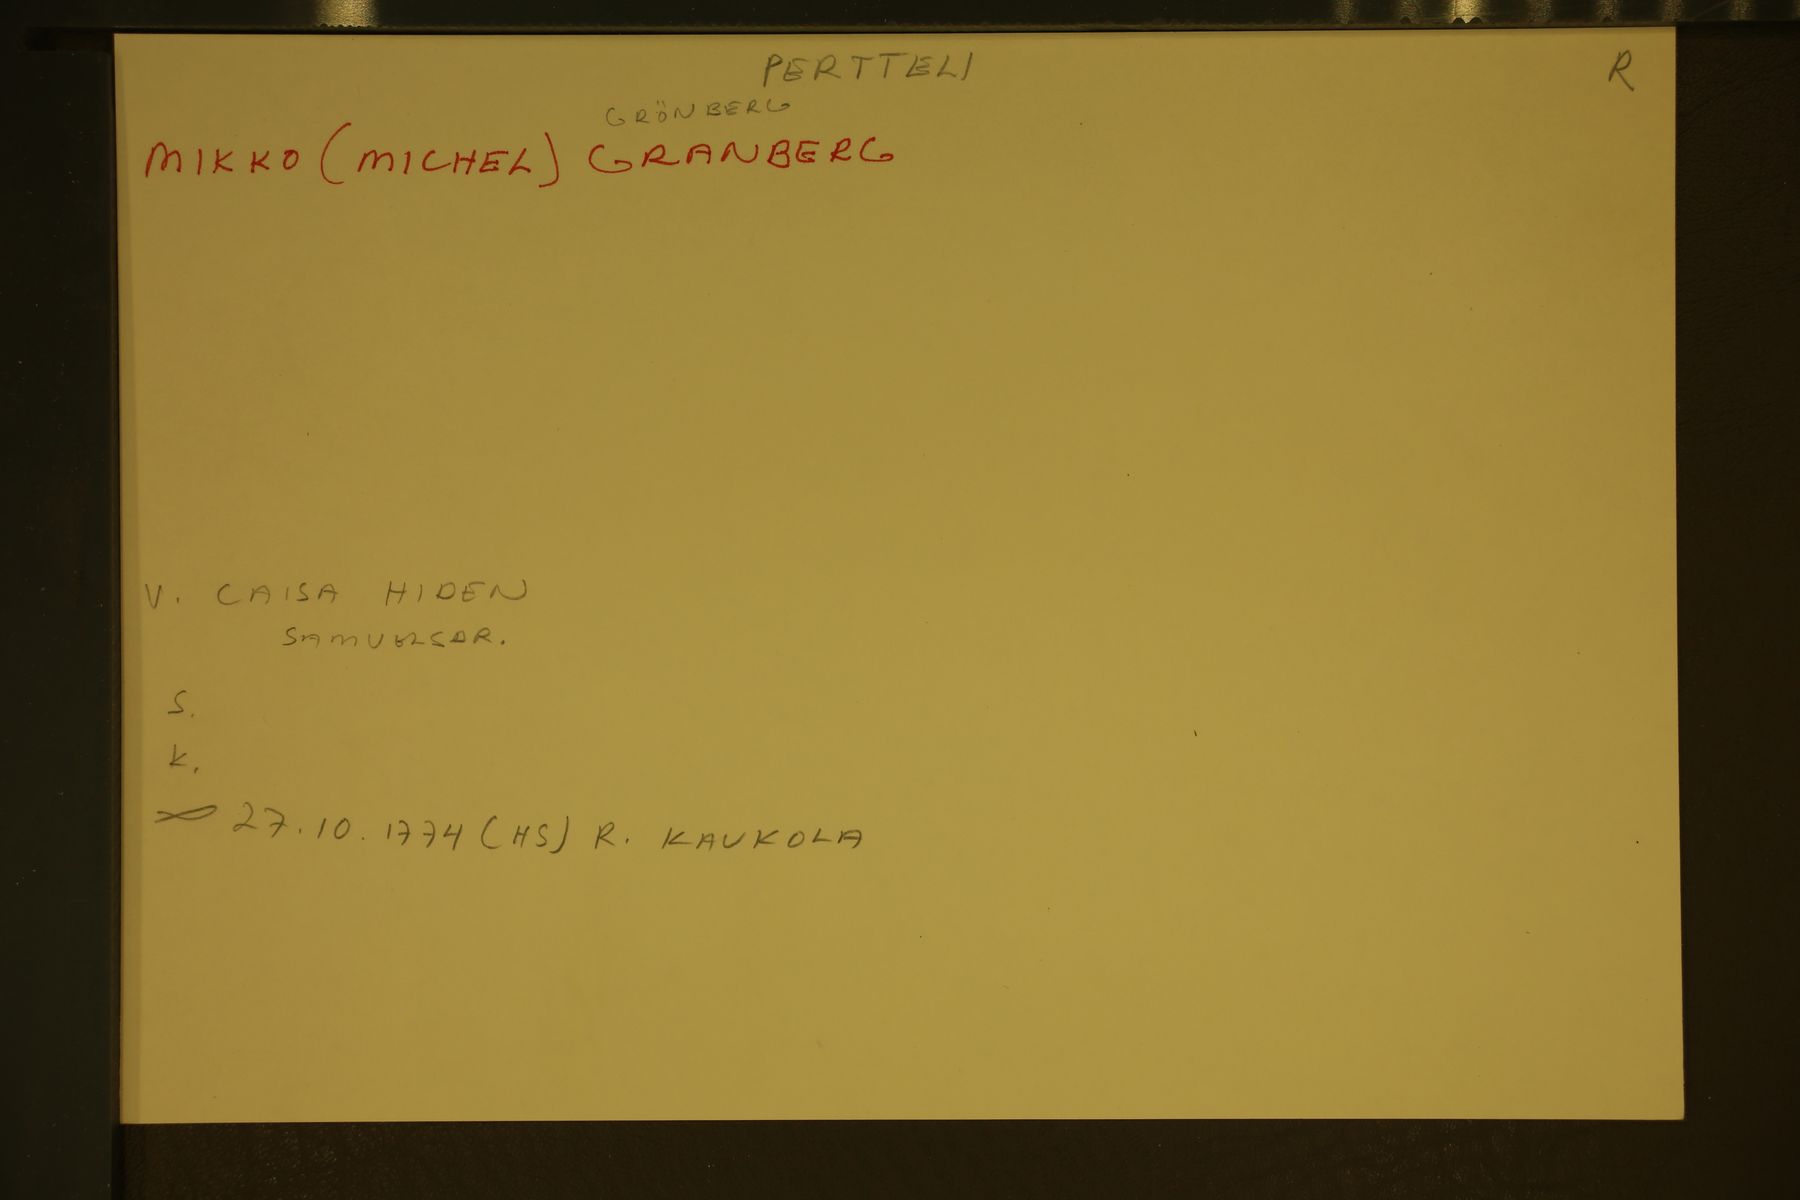 PERTTELI R
GRÖNBERG
MIKKO (MICHEL) GRANBERG
V. CAISA HIDEN
SAMUELSDR.
S.
K.
∞ 27.10.1774 (HS) R. KAUKOLA